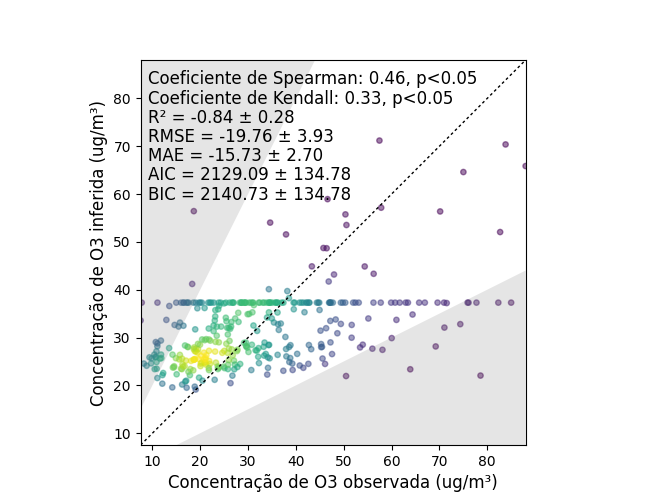 Coeficiente de Spearman: 0.46, p<0.05
Coeficiente de Kendall: 0.33, p<0.05
R² = -0.84 ± 0.28
RMSE = -19.76 ± 3.93
MAE = -15.73 ± 2.70
AIC = 2129.09 ± 134.78
BIC = 2140.73 ± 134.78
Concentração de O3 inferida (ug/m³)
80
70
60
50
40
30
20
10
10 20 30 40 50 60 70 80
Concentração de O3 observada (ug/m³)